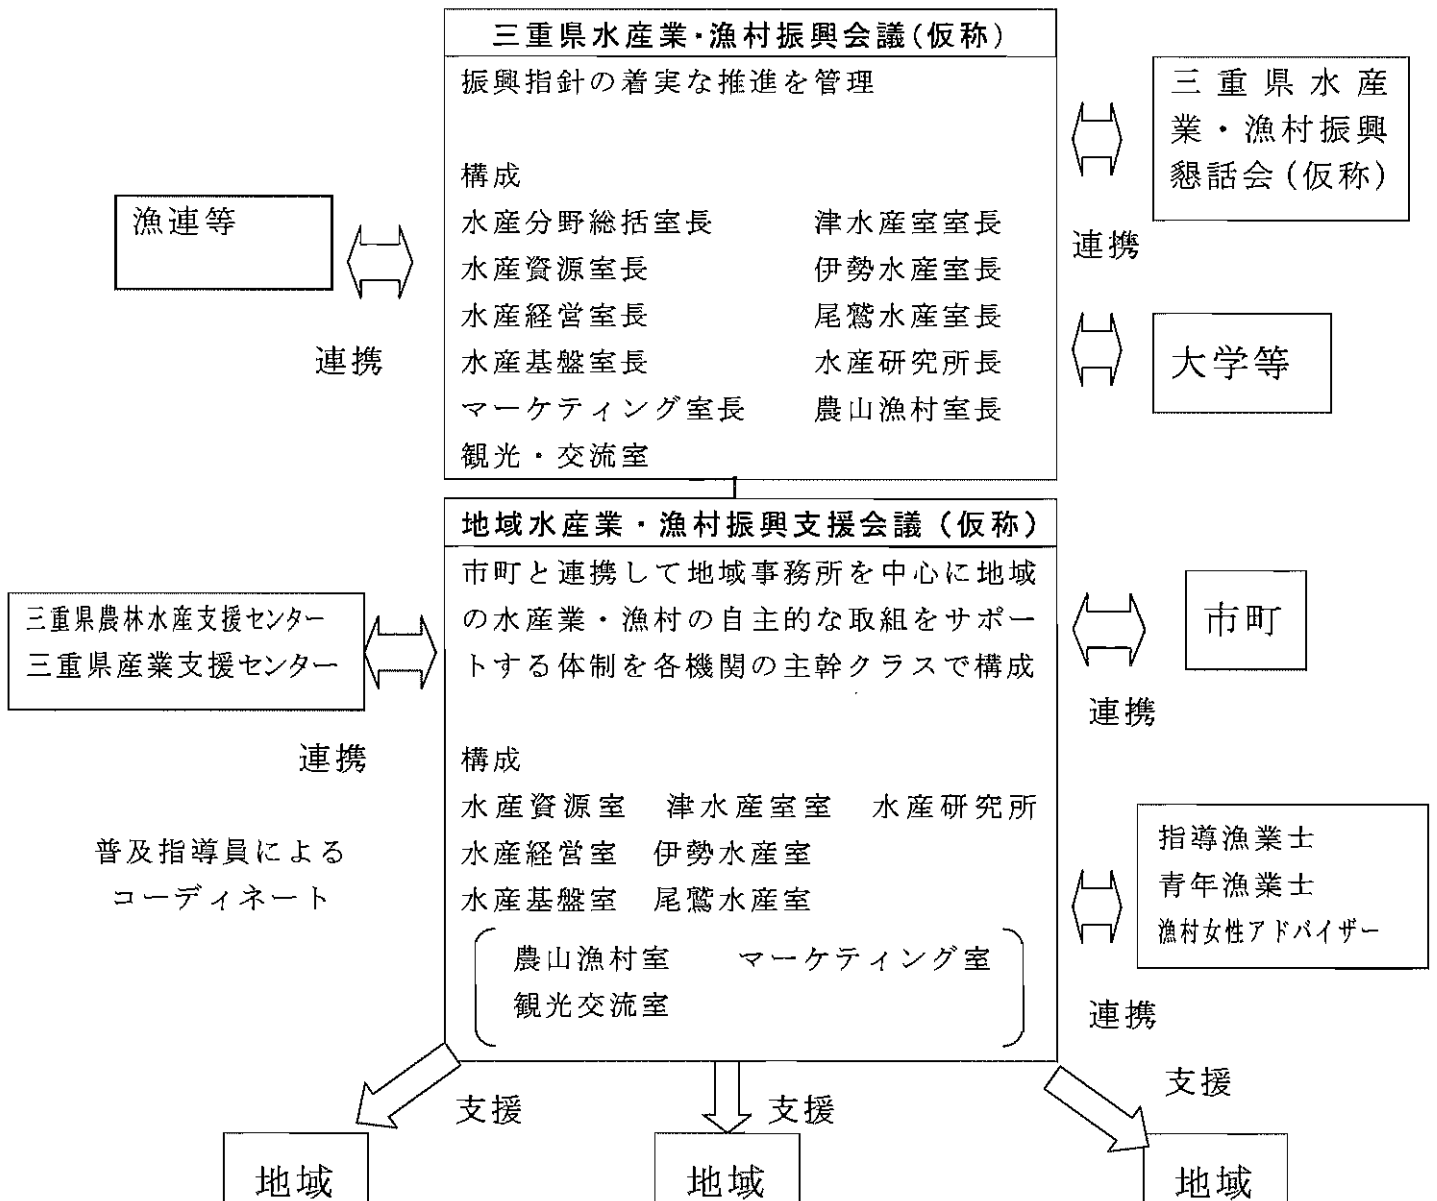 三重県水産業・漁村振興会議(仮称)
振興指針の着実な推進を管理
構成
水産分野総括室長　津水産室室長
水産資源室長　伊勢水産室長
水産経営室長　尾鷲水産室長
水産基盤室長　水産研究所長
マーケティング室長　農山漁村室長
観光・交流室
漁連等
連携
三重県水産
業・漁村振興
懇話会(仮称)
連携
大学等
地域水産業・漁村振興支援会議(仮称)
市町と連携して地域事務所を中心に地域
の水産業・漁村の自主的な取組をサポー
トする体制を各機関の主幹クラスで構成
構成
水産資源室　津水産室室　水産研究所
水産経営室　伊勢水産室
水産基盤室　尾鷲水産室
農山漁村室　マーケティング室
観光交流室
三重県農林水産支援センター
三重県産業支援センター
連携
普及指導員による
コーディネート
市町
連携
指導漁業士
青年漁業士
漁村女性アドバイザー
連携
支援
支援
支援
地域
地域
地域